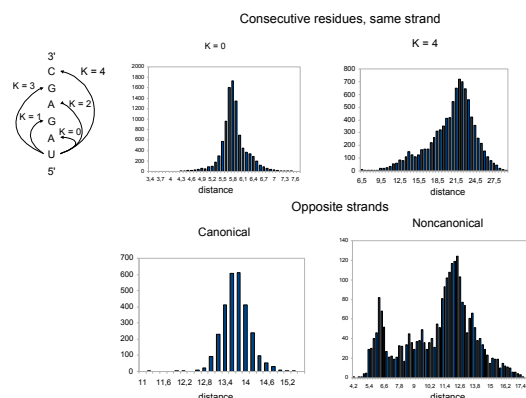 Consecutive residues, same strand
K = 0
K = 4
3'
C
G
A
G
A
U
5'
K = 4
K = 3
K = 2
K = 1
K = 0
2000
1800
1600
1400
1200
1000
800
600
400
200
0
3,4 3,7 4 4,3 4,6 4,9 5,2 5,5 5,8 6,1 6,4 6,7 7 7,3 7,6
distance
800
700
600
500
400
300
200
100
0
6,5 9,5 12,5 15,5 18,5 21,5 24,5 27,5
distance
Opposite strands
Canonical
Noncanonical
700
600
500
400
300
200
100
0
11 11,6 12,2 12,8 13,4 14 14,6 15,2
distance
140
120
100
80
60
40
20
0
4,2 5,4 6,6 7,8 9 10,2 11,4 12,6 13,8 15 16,2 17,4
distance